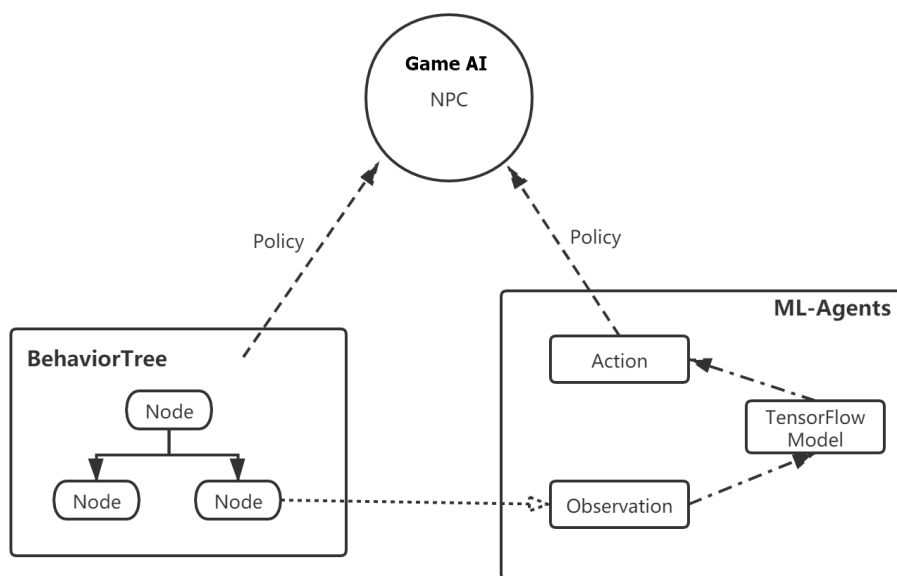 Game AI
NPC
Policy
Policy
ML-Agents
BehaviorTree
Action
Node
TensorFlow
Model
Node
Node
Observation